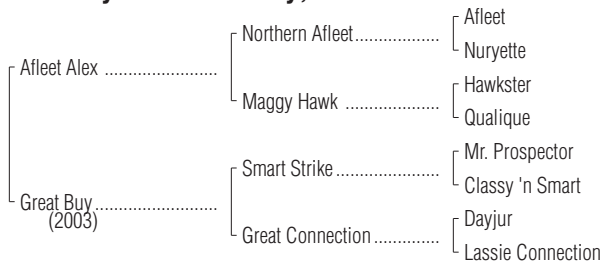 Afleet
Northern Afleet....................
Nuryette
Afleet Alex ..........................
Hawkster
Maggy Hawk ......................
Qualique
Mr. Prospector
Smart Strike........................
Classy 'n Smart
Great Buy............................
(2003)
Dayjur
Great Connection...............
Lassie Connection